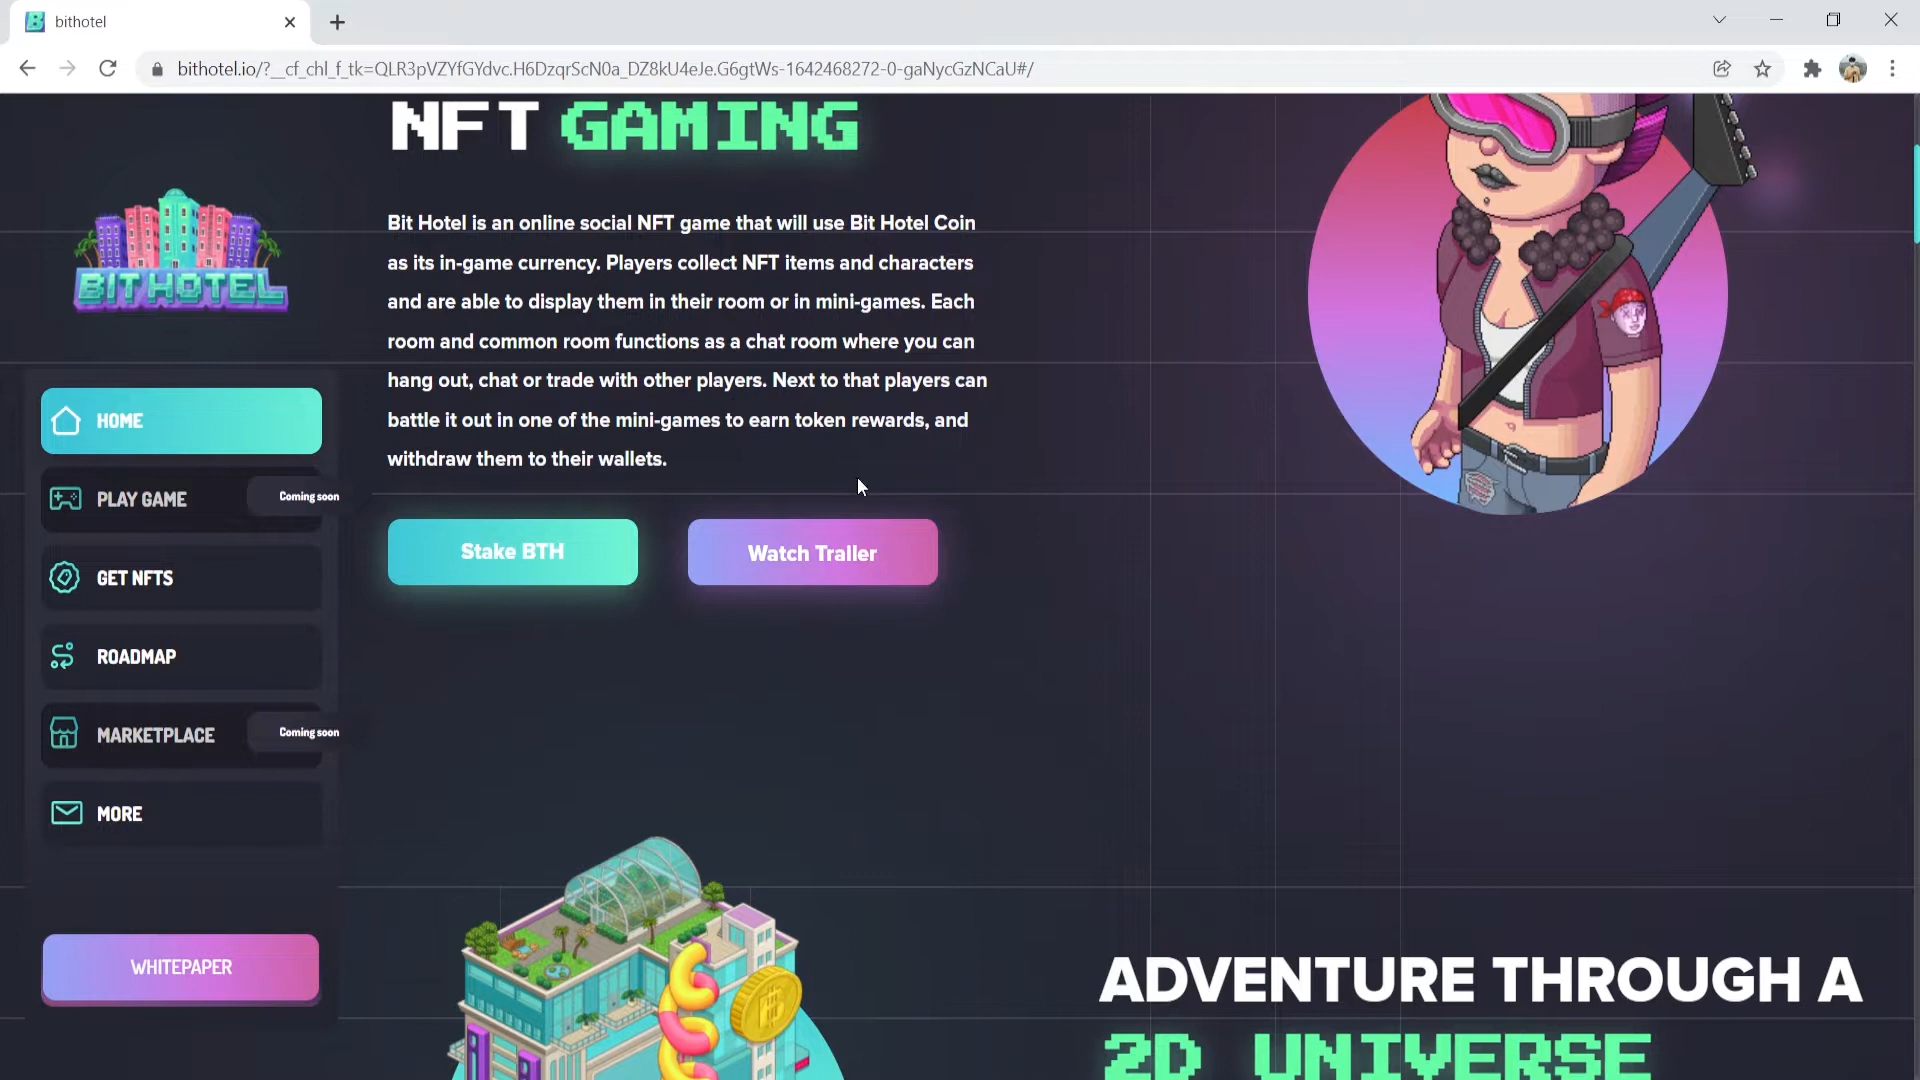 bithotel
bithotel.io/?__cf_chl_f_tk=QLR3pVZYfGYdvc.H6DzqrScN0a_DZ8kU4eJe.G6gtWs-1642468272-0-gaNycGzNCaU#/
NFT GAMING
Bit Hotel is an online social NFT game that will use Bit Hotel Coin
as its in-game currency. Players collect NFT items and characters
and are able to display them in their room or in mini-games. Each
room and common room functions as a chat room where you can
hang out, chat or trade with other players. Next to that players can
battle it out in one of the mini-games to earn token rewards, and
withdraw them to their wallets.
Stake BTH
Watch Trailer
BIT HOTEL
HOME
PLAY GAME
Coming soon
GET NFTS
ROADMAP
MARKETPLACE
Coming soon
MORE
WHITEPAPER
ADVENTURE THROUGH A
2D UNIVERSE